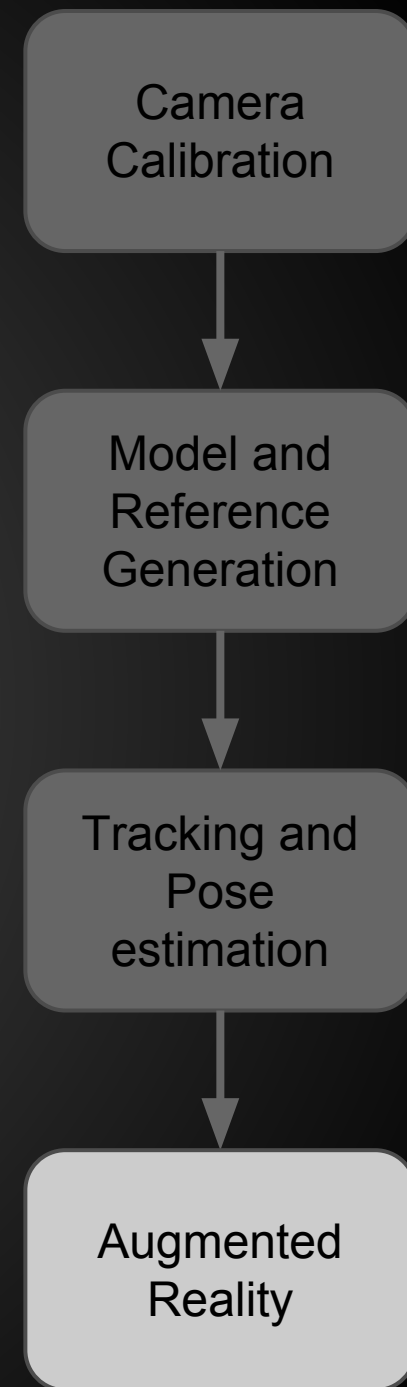 Camera
Calibration
Model and
Reference
Generation
Tracking and
Pose
estimation
Augmented
Reality